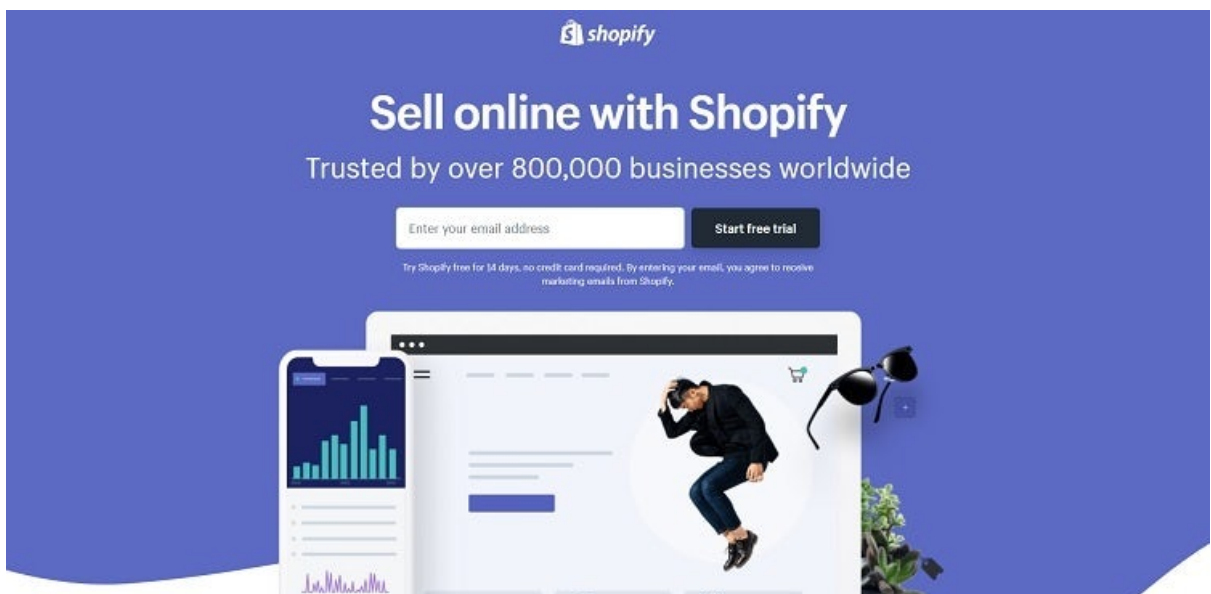 shopify
Sell online with Shopify
Trusted by over 800,000 businesses worldwide
Enter your email address
Start free trial
Try Shopify free for 14 days, no credit card required. By entering your email, you agree to receive
marketing emails from Shopify.